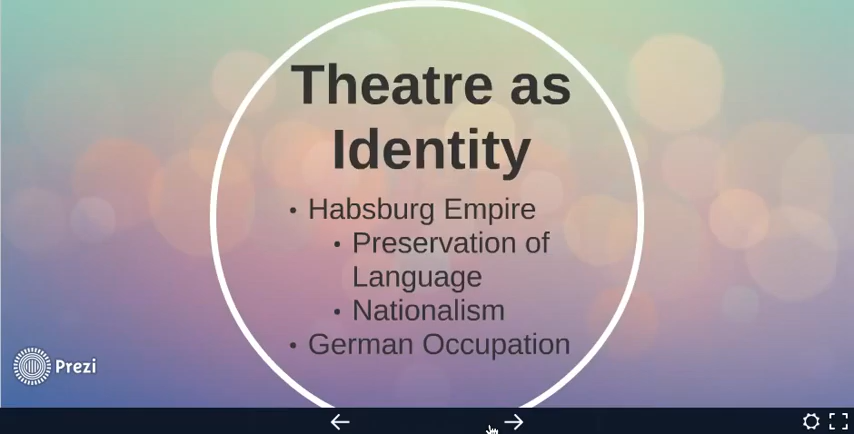 Theatre as
Identity
• Habsburg Empire
• Preservation of
Language
• Nationalism
• German Occupation
Prezi